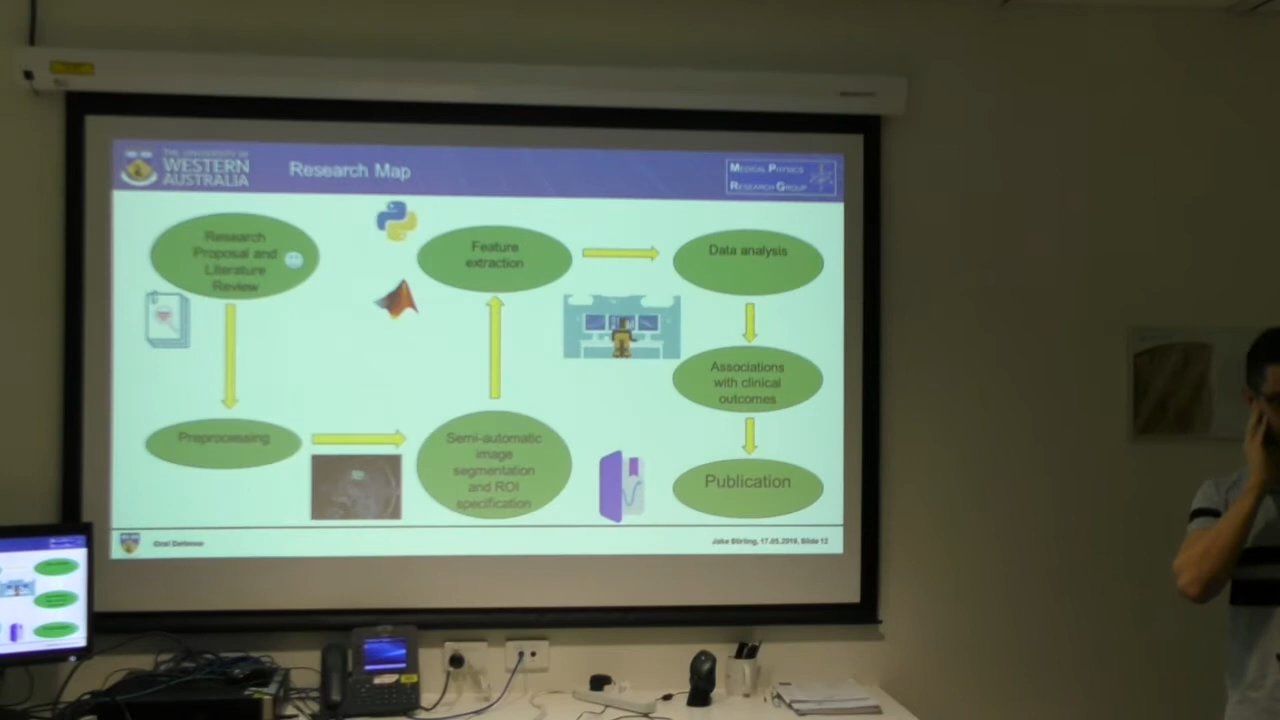 THE UNIVERSITY OF
WESTERN
AUSTRALIA
Research Map
MEDICAL PHYSICS
RESEARCH GROUP
Research
Proposal and
Literature
Review
Feature
extraction
Data analysis
Associations
with clinical
outcomes
Preprocessing
Semi-automatic
image
segmentation
and ROI
specification
Publication
Oral Defense
Jake Stirling, 17.05.2019, Slide 12